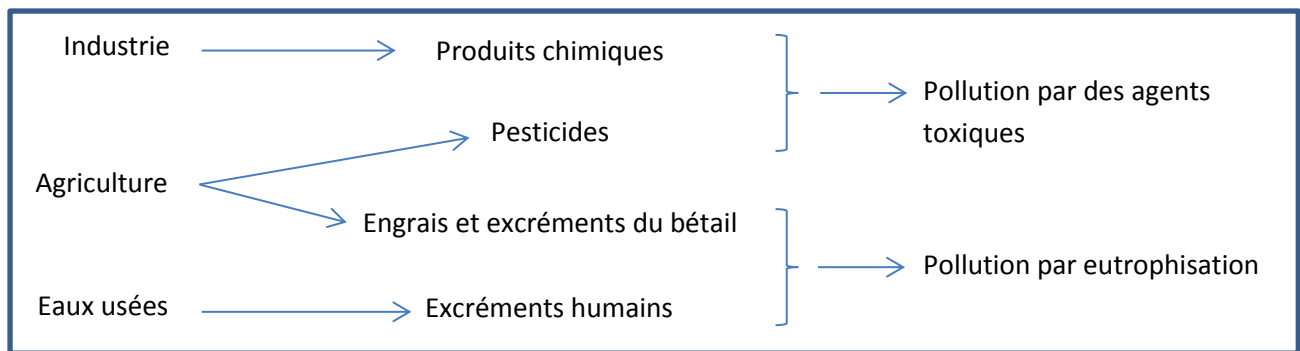 Industrie
Produits chimiques
Pollution par des agents
toxiques
Pesticides
Agriculture
Engrais et excréments du bétail
Pollution par eutrophisation
Eaux usées
Excréments humains